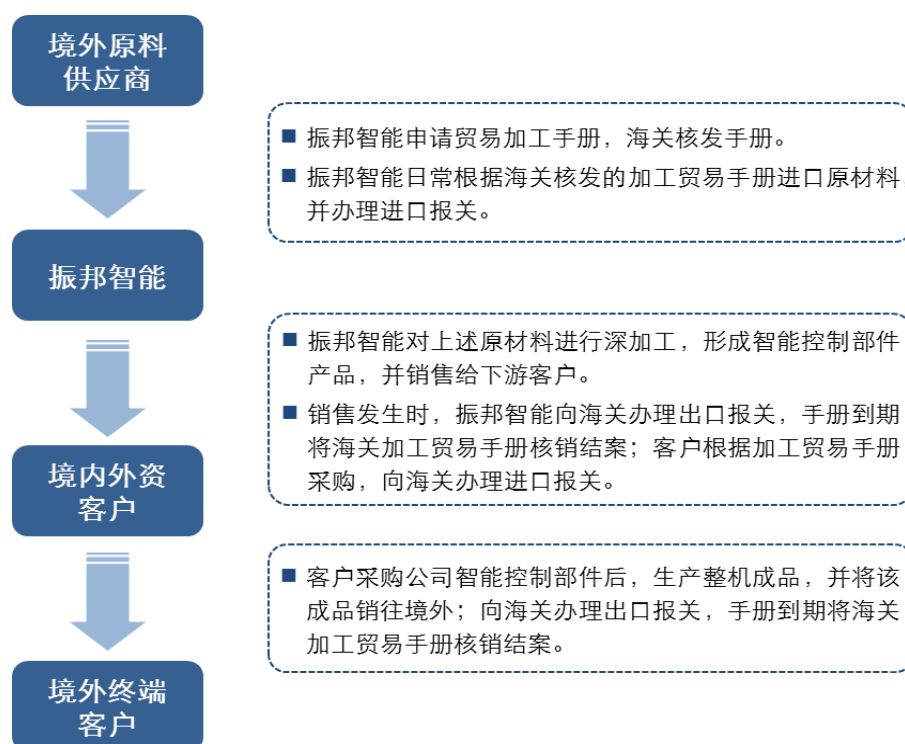 境外原料
供应商
■ 振邦智能申请贸易加工手册，海关核发手册。
■ 振邦智能日常根据海关核发的加工贸易手册进口原材料，
并办理进口报关。
振邦智能
■ 振邦智能对上述原材料进行深加工，形成智能控制部件
产品，并销售给下游客户。
■ 销售发生时，振邦智能向海关办理出口报关，手册到期
将海关加工贸易手册核销结案；客户根据加工贸易手册
采购，向海关办理进口报关。
境内外资
客户
■ 客户采购公司智能控制部件后，生产整机成品，并将该
成品销往境外；向海关办理出口报关，手册到期将海关
加工贸易手册核销结案。
境外终端
客户